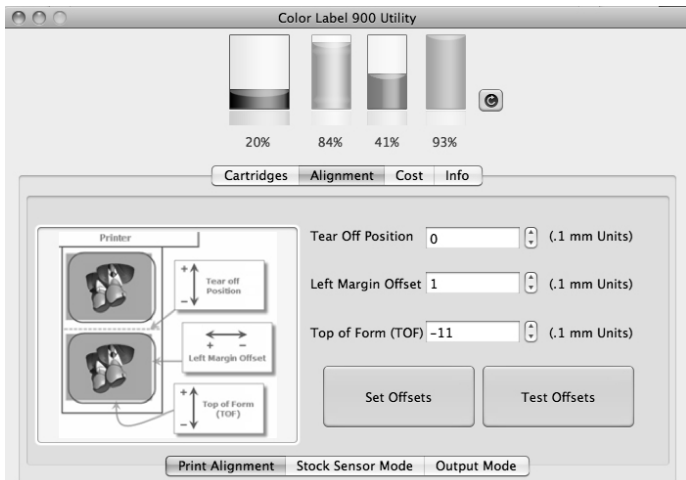 Color Label 900 Utility
20% 84% 41% 93%
Cartridges Alignment Cost Info
Printer
+
−
Tear off
Position
+ −
Left Margin Offset
+
−
Top of Form
(TOF)
Tear Off Position 0 (.1 mm Units)
Left Margin Offset 1 (.1 mm Units)
Top of Form (TOF) -11 (.1 mm Units)
Set Offsets Test Offsets
Print Alignment Stock Sensor Mode Output Mode